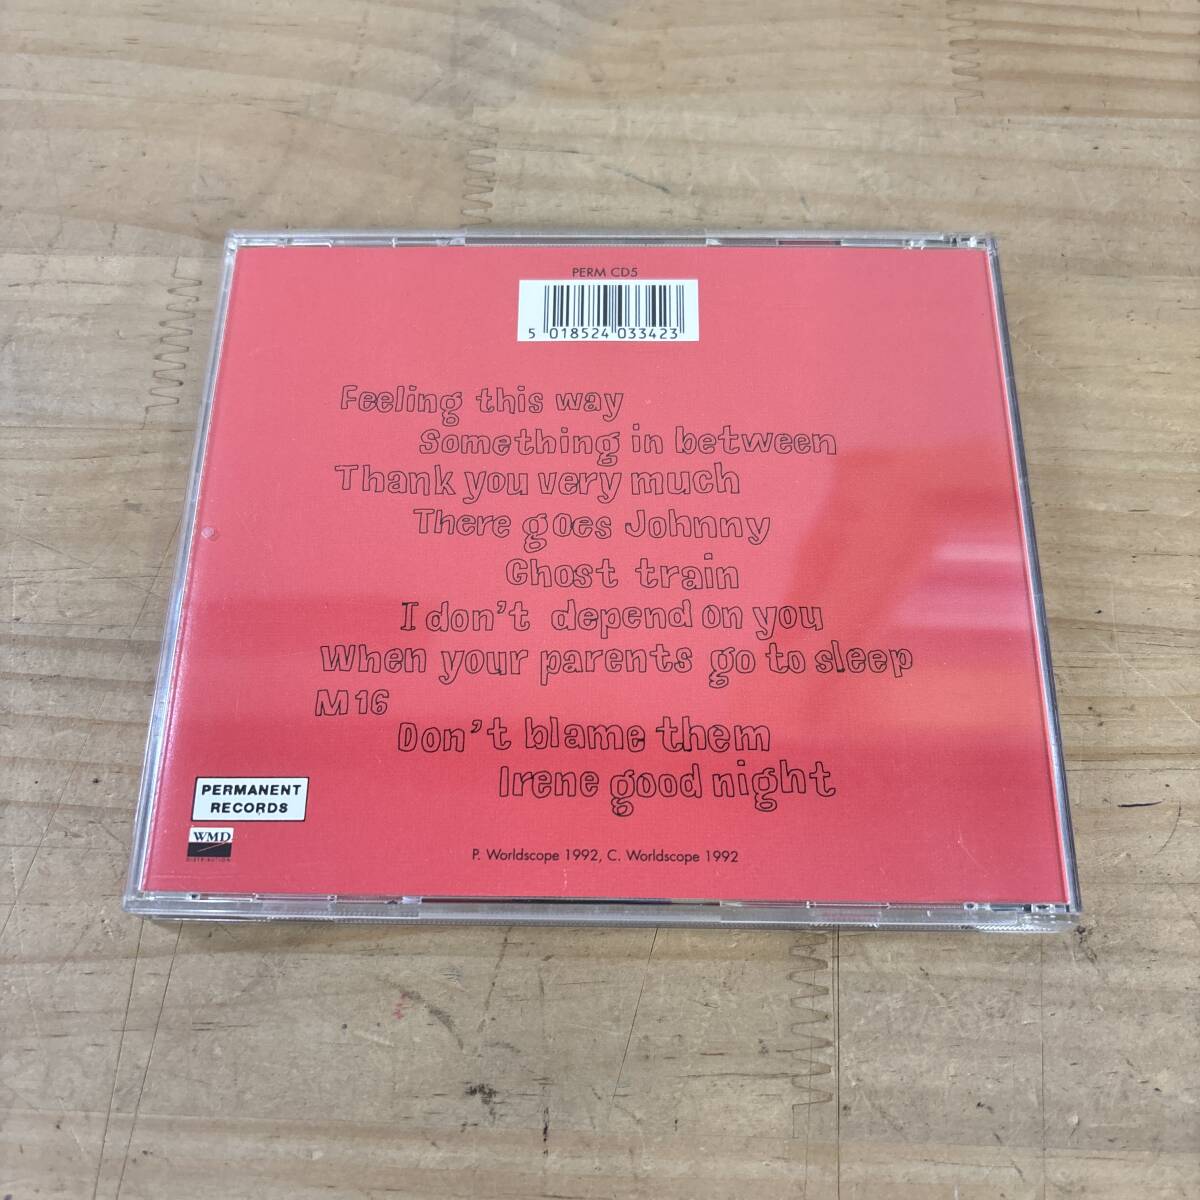 PERM CD5
5 018524 033423
Feeling this way
Something in between
Thank you very much
There goes Johnny
Ghost train
I don't depend on you
When your parents go to sleep
M16
Don't blame them
Irene good night
PERMANENT
RECORDS
WMD
DISTRIBUTION
P. Worldscope 1992, C. Worldscope 1992